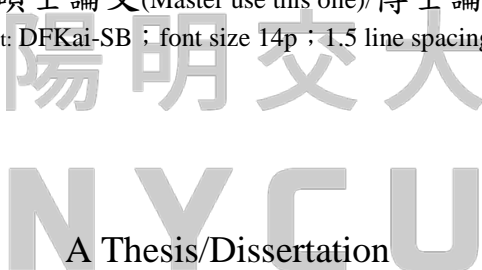 碩士論文(Master use this one)/博士論
t: DFKai-SB；font size 14p；1.5 line spacing
陽明交大
NYCU
A Thesis/Dissertation